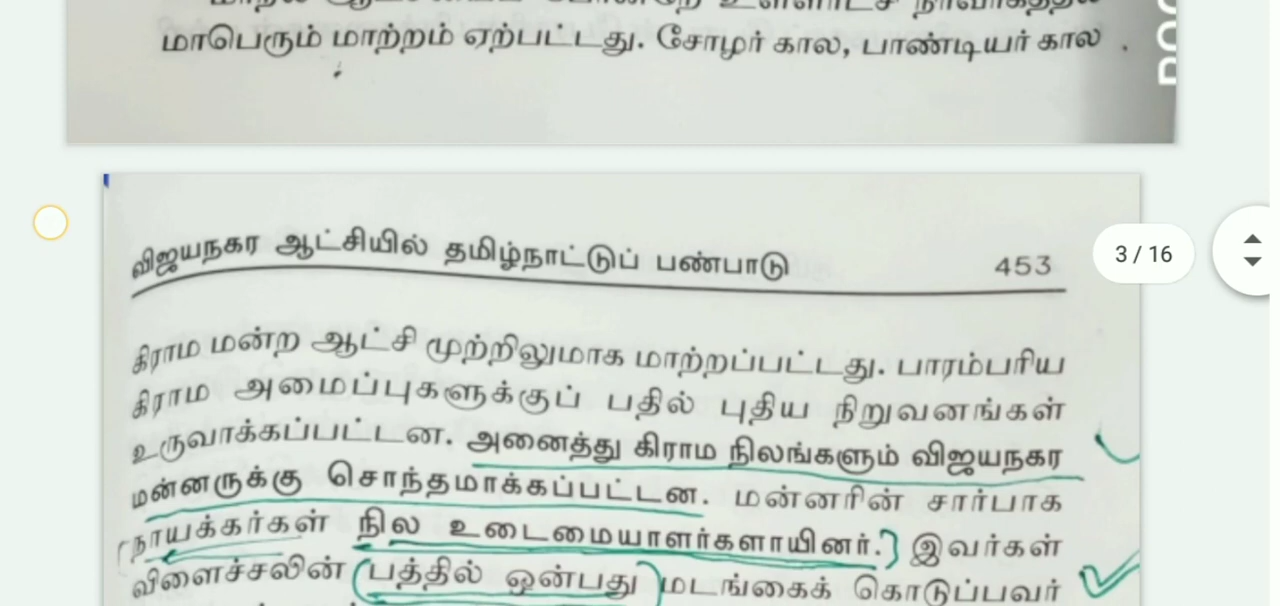 மாபெரும் மாற்றம் ஏற்பட்டது. சோழர் கால, பாண்டியர் கால
விஜயநகர ஆட்சியில் தமிழ்நாட்டுப் பண்பாடு 453
3 / 16
கிராம மன்ற ஆட்சி முற்றிலுமாக மாற்றப்பட்டது. பாரம்பரிய
கிராம அமைப்புகளுக்குப் பதில் புதிய நிறுவனங்கள்
உருவாக்கப்பட்டன. அனைத்து கிராம நிலங்களும் விஜயநகர
மன்னருக்கு சொந்தமாக்கப்பட்டன. மன்னரின் சார்பாக
நாயக்கர்கள் நில உடைமையாளர்களாயினர். இவர்கள்
விளைச்சலின் பத்தில் ஒன்பது மடங்கைக் கொடுப்பவர்